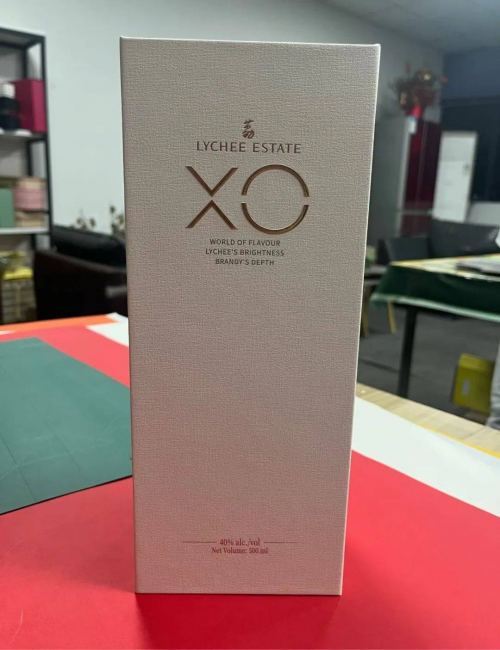 LYCHEE ESTATE
XO
WORLD OF FLAVOUR
LYCHEE'S BRIGHTNESS
BRANDY'S DEPTH
40% alc./vol
Net Volume: 500 ml